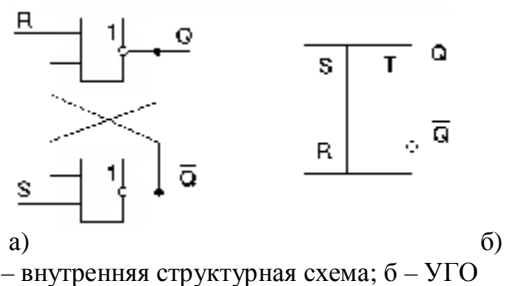 R 1 Q
S T Q
R Q̅
S 1 Q̅
а) б)
– внутренняя структурная схема; б – УГО